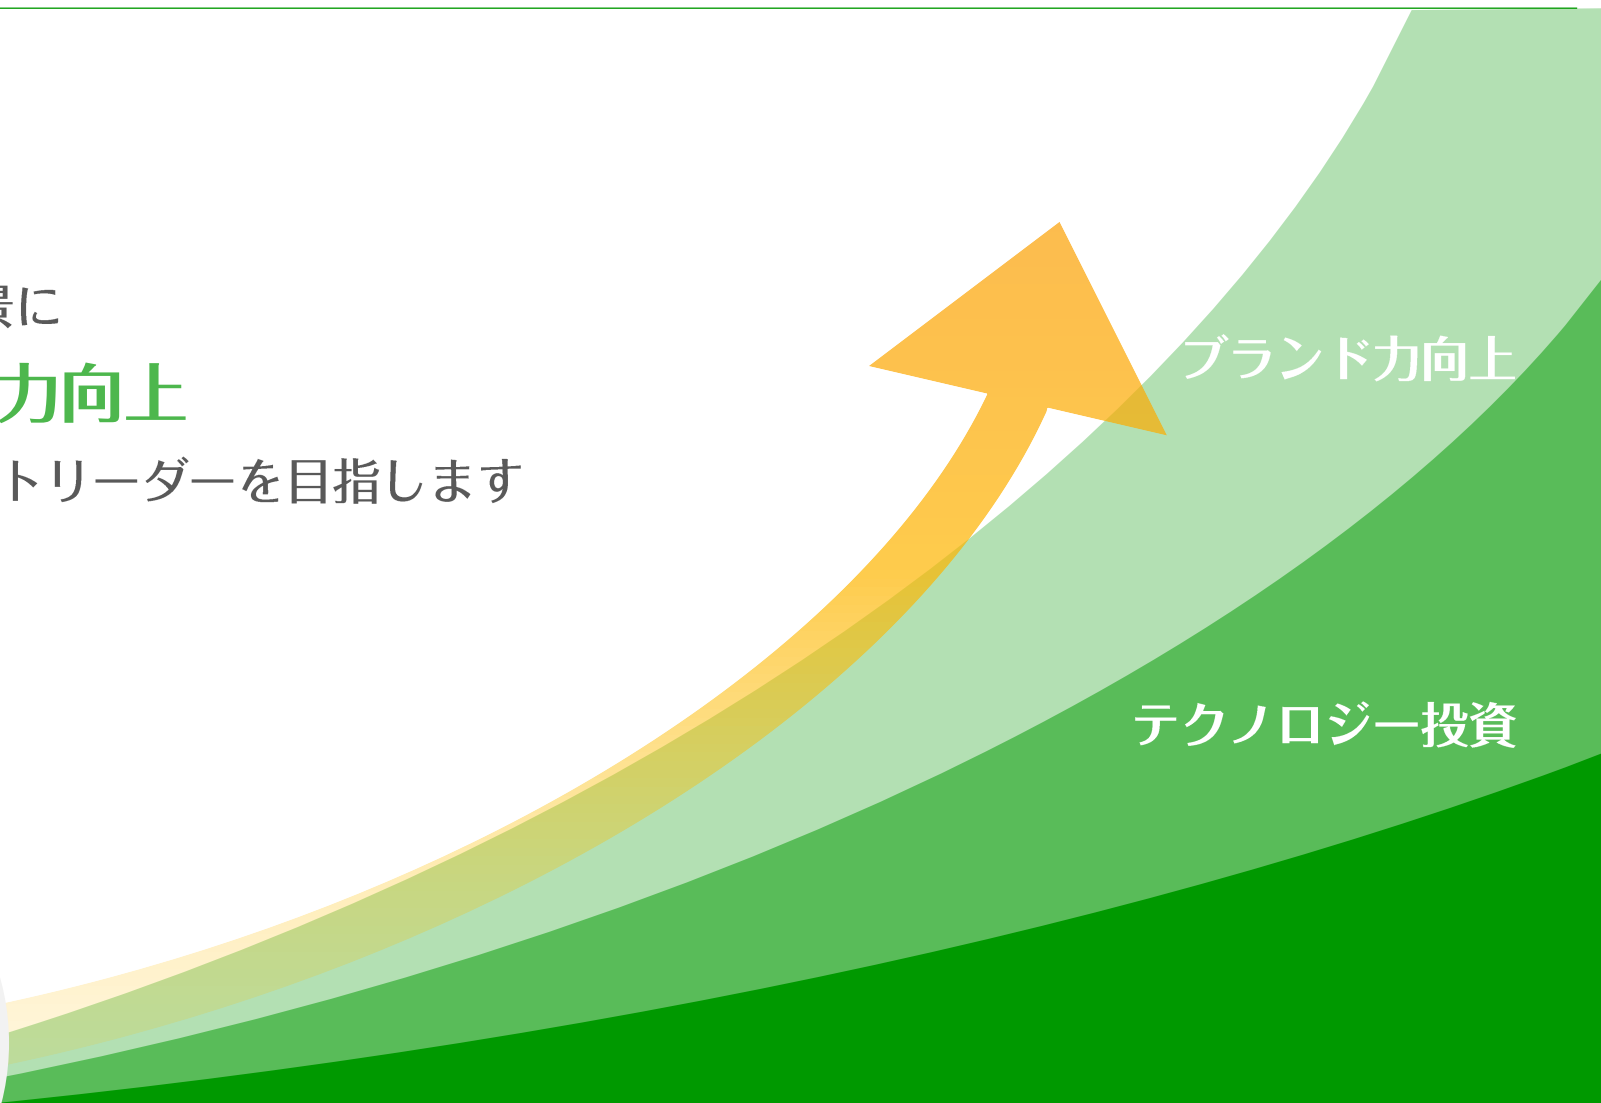 景に
力向上
トリーダーを目指します
ブランド力向上
テクノロジー投資